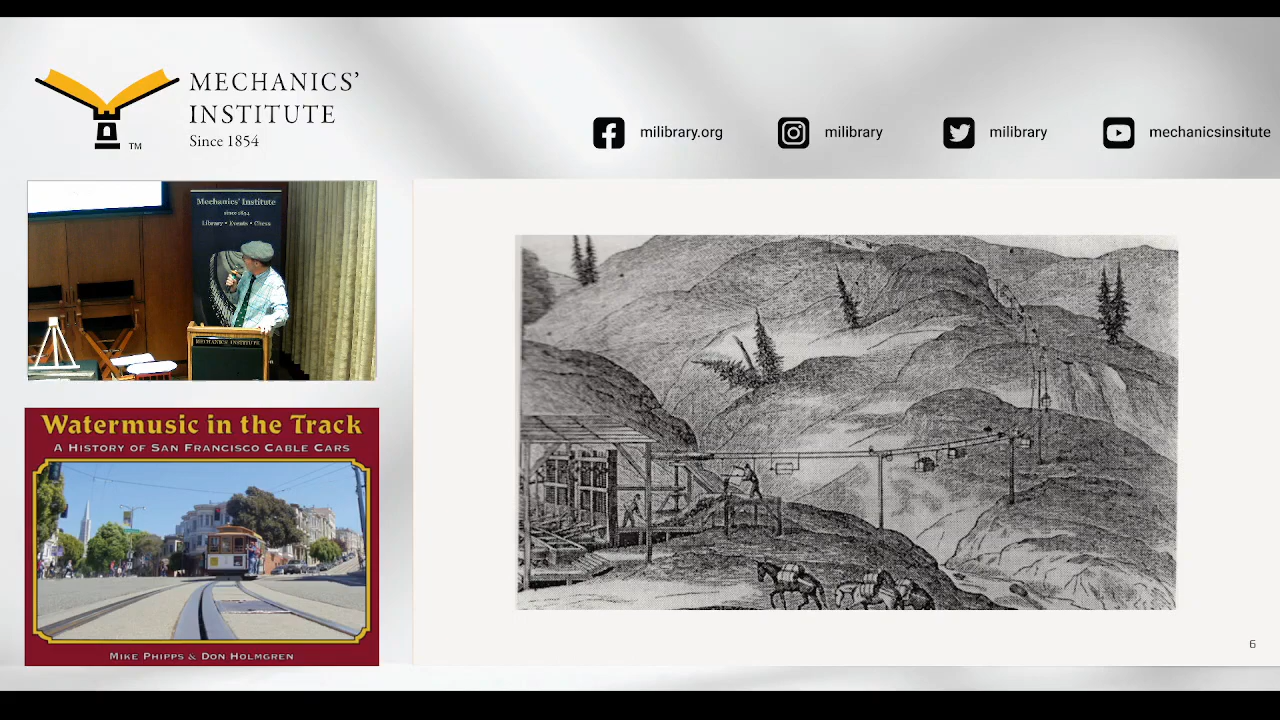 MECHANICS'
INSTITUTE
Since 1854
TM
milibrary.org
milibrary
milibrary
mechanicsinsitute
Mechanics' Institute
since 1854
Library • Events • Chess
MECHANICS' INSTITUTE
Watermusic in the Track
A HISTORY OF SAN FRANCISCO CABLE CARS
MIKE PHIPPS & DON HOLMGREN
6